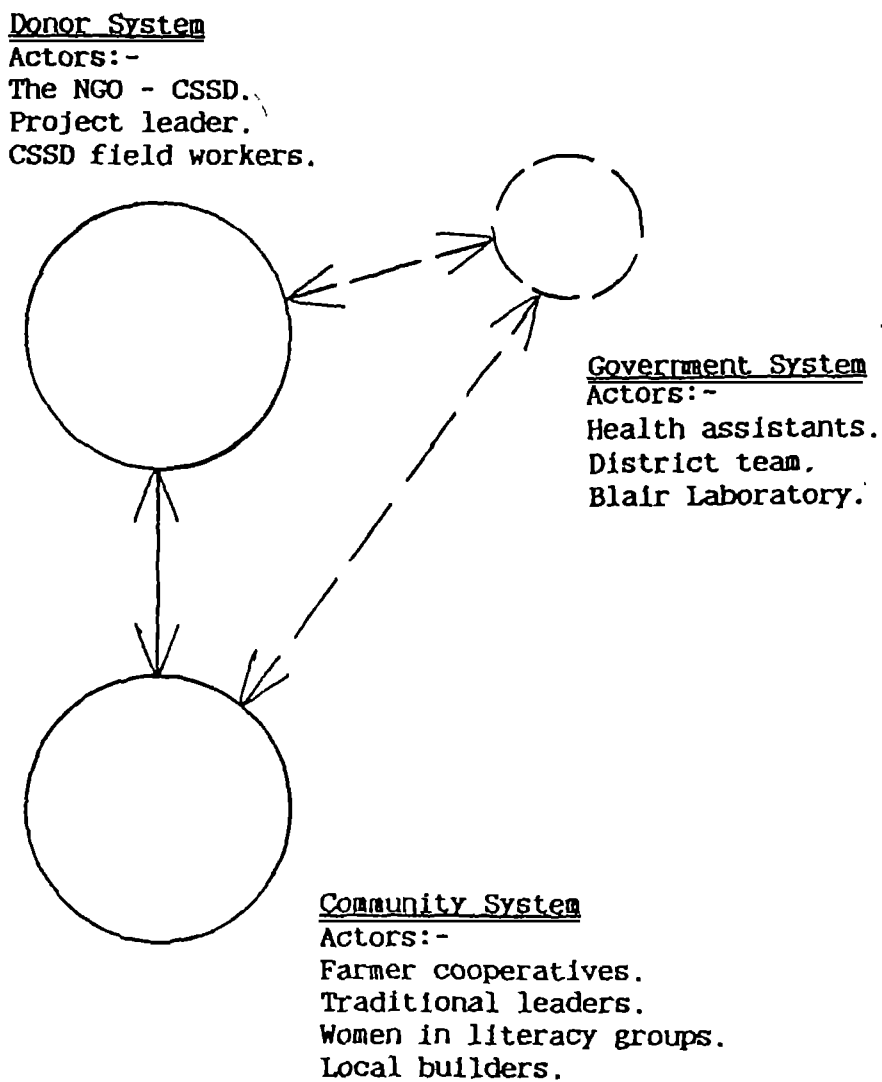 Donor System
Actors:-
The NGO - CSSD.
Project leader.
CSSD field workers.
Government System
Actors:-
Health assistants.
District team.
Blair Laboratory.
Community System
Actors:-
Farmer cooperatives.
Traditional leaders.
Women in literacy groups.
Local builders.